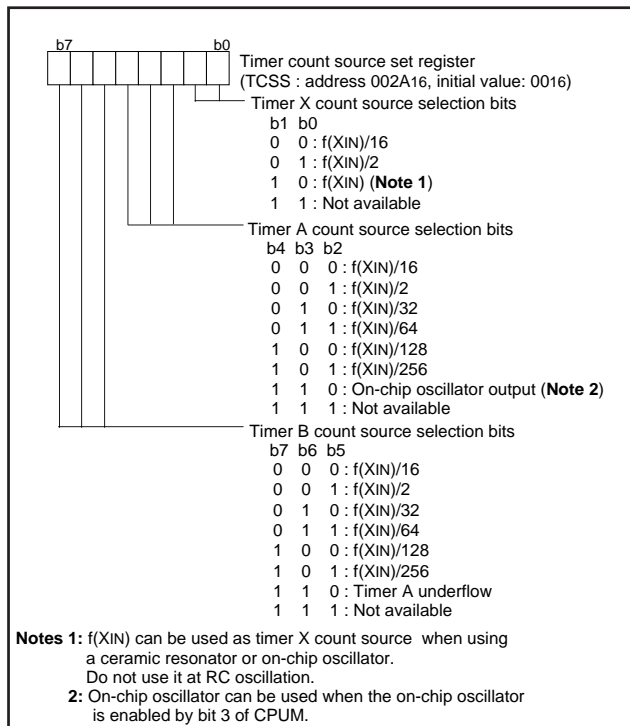 b7 b0
Timer count source set register
(TCSS : address 002A16, initial value: 0016)
Timer X count source selection bits
b1 b0
0 0 : f(XIN)/16
0 1 : f(XIN)/2
1 0 : f(XIN) (Note 1)
1 1 : Not available
Timer A count source selection bits
b4 b3 b2
0 0 0 : f(XIN)/16
0 0 1 : f(XIN)/2
0 1 0 : f(XIN)/32
0 1 1 : f(XIN)/64
1 0 0 : f(XIN)/128
1 0 1 : f(XIN)/256
1 1 0 : On-chip oscillator output (Note 2)
1 1 1 : Not available
Timer B count source selection bits
b7 b6 b5
0 0 0 : f(XIN)/16
0 0 1 : f(XIN)/2
0 1 0 : f(XIN)/32
0 1 1 : f(XIN)/64
1 0 0 : f(XIN)/128
1 0 1 : f(XIN)/256
1 1 0 : Timer A underflow
1 1 1 : Not available
Notes 1: f(XIN) can be used as timer X count source when using
a ceramic resonator or on-chip oscillator.
Do not use it at RC oscillation.
2: On-chip oscillator can be used when the on-chip oscillator
is enabled by bit 3 of CPUM.